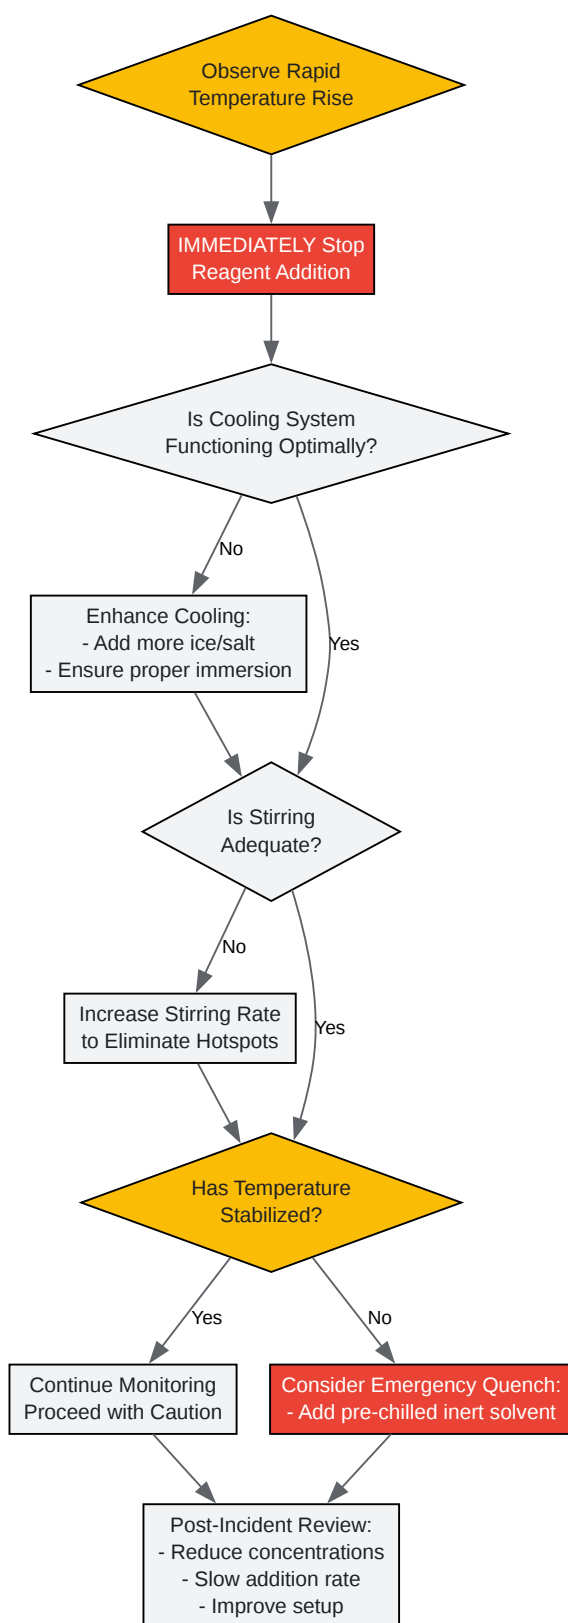 Observe Rapid
Temperature Rise
IMMEDIATELY Stop
Reagent Addition
Is Cooling System
Functioning Optimally?
No
Enhance Cooling:
- Add more ice/salt
- Ensure proper immersion
Yes
Is Stirring
Adequate?
No
Increase Stirring Rate
to Eliminate Hotspots
Yes
Has Temperature
Stabilized?
Yes
No
Continue Monitoring
Proceed with Caution
Consider Emergency Quench:
- Add pre-chilled inert solvent
Post-Incident Review:
- Reduce concentrations
- Slow addition rate
- Improve setup